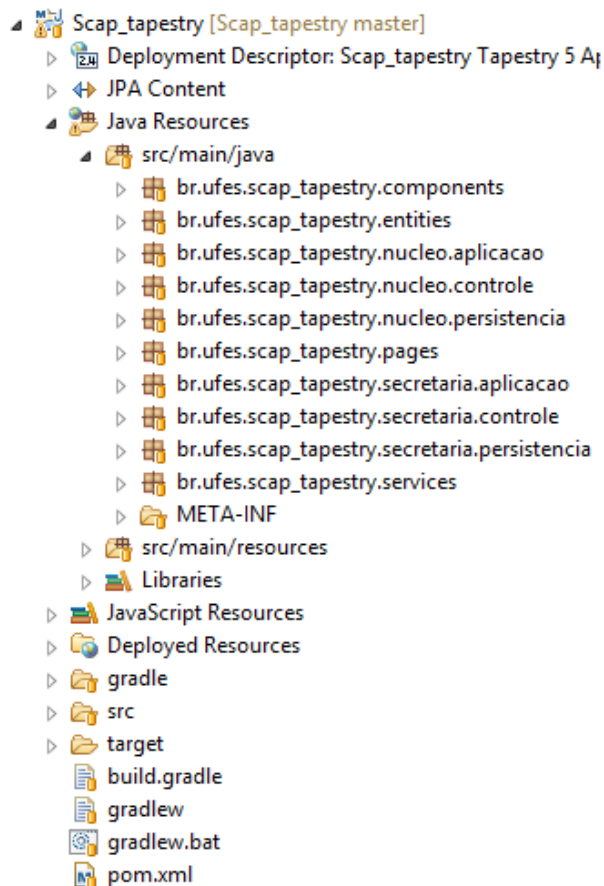 Scap_tapestry [Scap_tapestry master]
Deployment Descriptor: Scap_tapestry Tapestry 5 Ap
JPA Content
Java Resources
src/main/java
br.ufes.scap_tapestry.components
br.ufes.scap_tapestry.entities
br.ufes.scap_tapestry.nucleo.aplicacao
br.ufes.scap_tapestry.nucleo.controle
br.ufes.scap_tapestry.nucleo.persistencia
br.ufes.scap_tapestry.pages
br.ufes.scap_tapestry.secretaria.aplicacao
br.ufes.scap_tapestry.secretaria.controle
br.ufes.scap_tapestry.secretaria.persistencia
br.ufes.scap_tapestry.services
META-INF
src/main/resources
Libraries
JavaScript Resources
Deployed Resources
gradle
src
target
build.gradle
gradlew
gradlew.bat
pom.xml